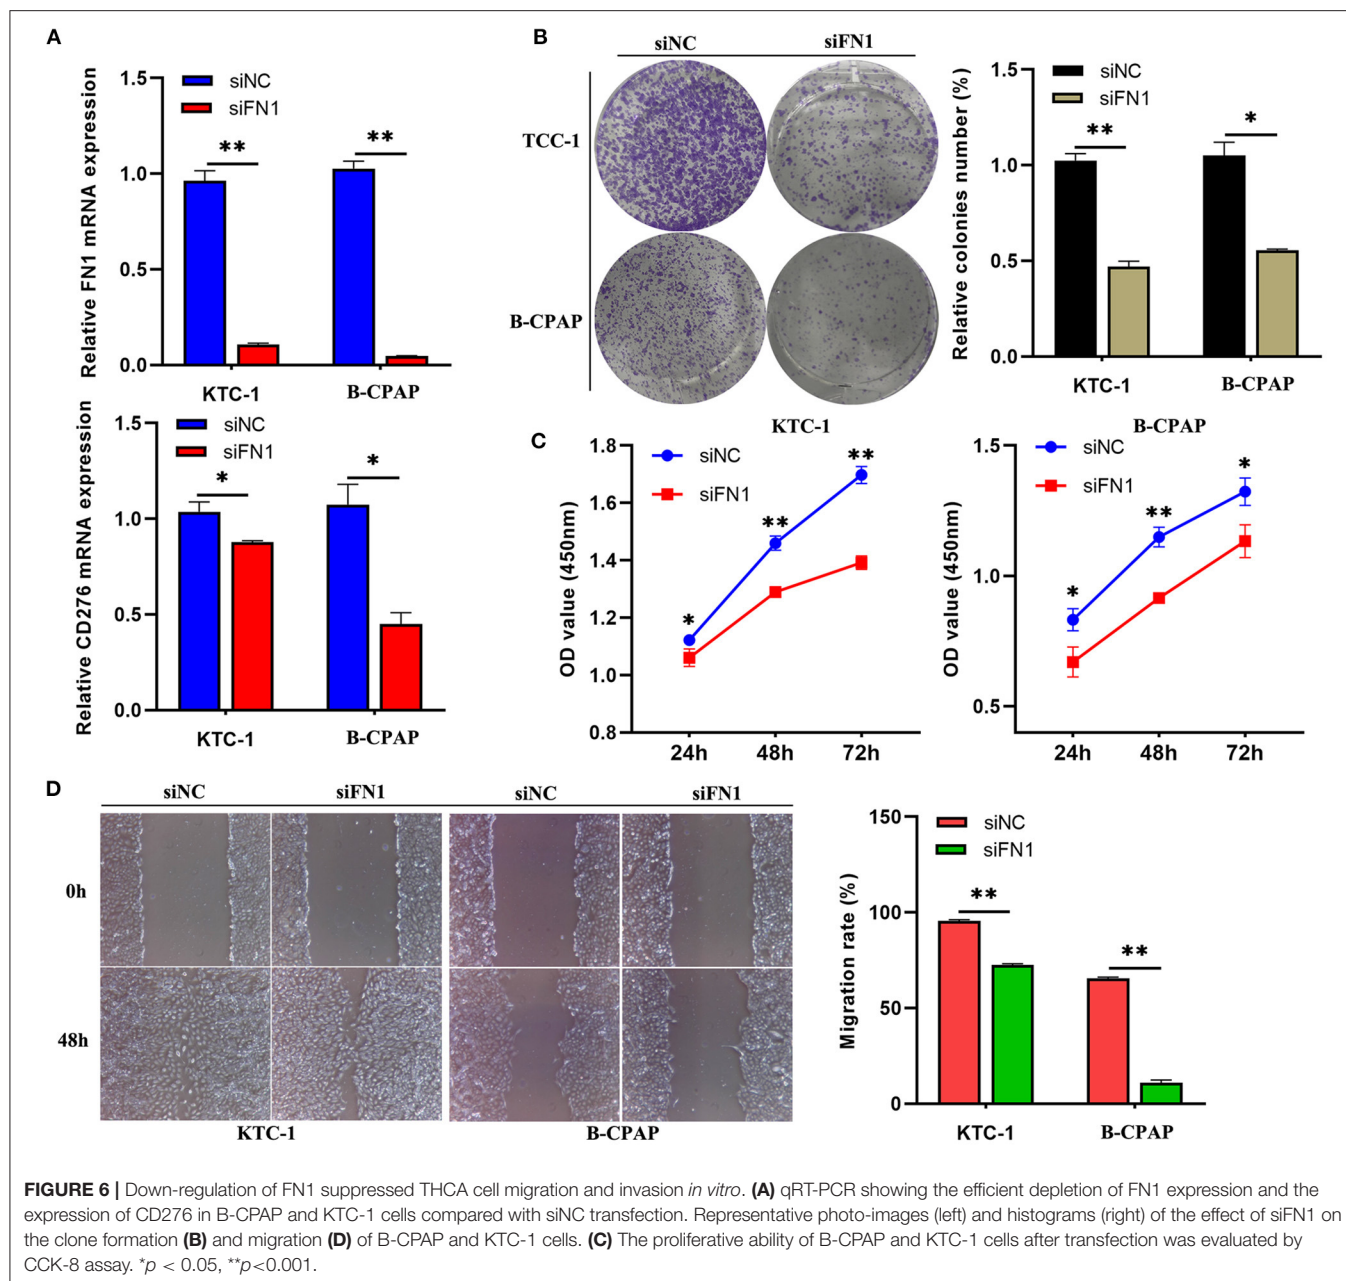 A
1.5
1.0
0.5
0.0
Relative FN1 mRNA expression
siNC
siFN1
**
**
KTC-1
B-CPAP
1.5
1.0
0.5
0.0
Relative CD276 mRNA expression
siNC
siFN1
*
*
KTC-1
B-CPAP
B
siNC
siFN1
TCC-1
B-CPAP
1.5
1.0
0.5
0.0
Relative colonies number (%)
siNC
siFN1
**
*
KTC-1
B-CPAP
C
KTC-1
1.8
1.6
1.4
1.2
1.0
0.8
OD value (450nm)
siNC
siFN1
*
**
**
24h 48h 72h
B-CPAP
1.5
1.0
0.5
OD value (450nm)
siNC
siFN1
*
**
*
24h 48h 72h
D
siNC siFN1 siNC siFN1
0h
48h
KTC-1 B-CPAP
150
100
50
0
Migration rate (%)
siNC
siFN1
**
**
KTC-1
B-CPAP
FIGURE 6 | Down-regulation of FN1 suppressed THCA cell migration and invasion in vitro. (A) qRT-PCR showing the efficient depletion of FN1 expression and the
expression of CD276 in B-CPAP and KTC-1 cells compared with siNC transfection. Representative photo-images (left) and histograms (right) of the effect of siFN1 on
the clone formation (B) and migration (D) of B-CPAP and KTC-1 cells. (C) The proliferative ability of B-CPAP and KTC-1 cells after transfection was evaluated by
CCK-8 assay. *p < 0.05, **p<0.001.